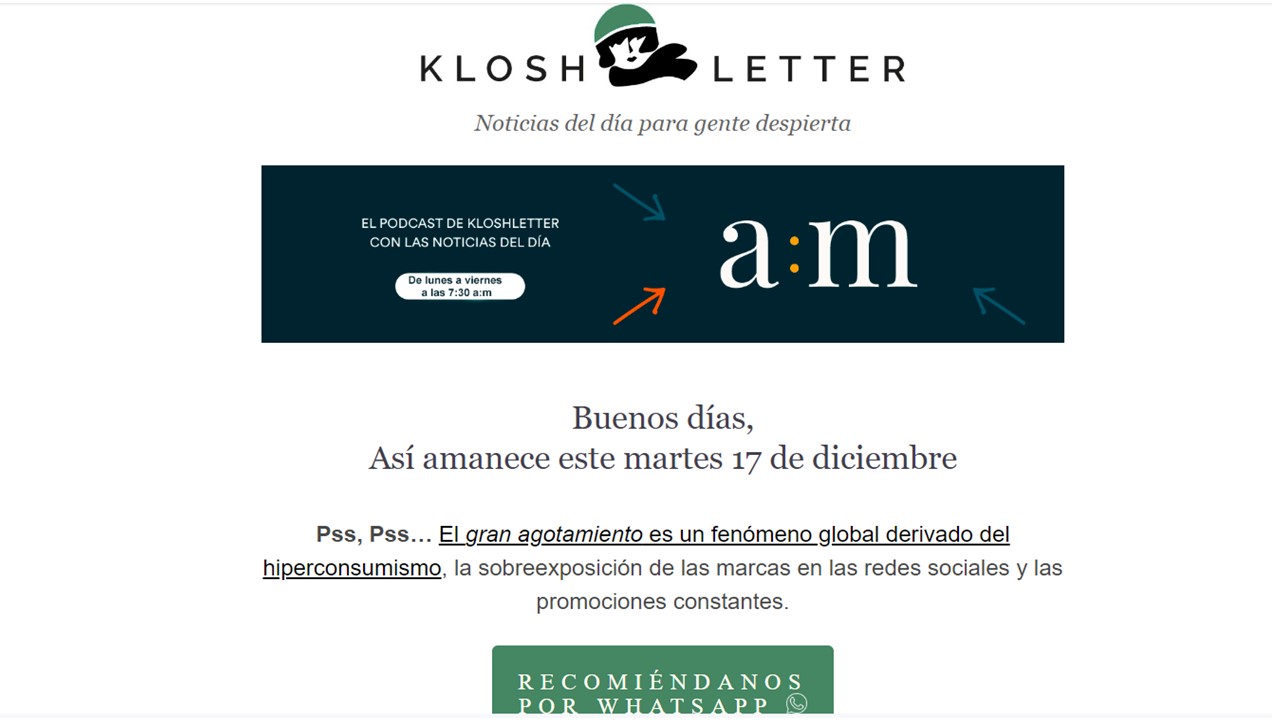 KLOSH LETTER
Noticias del día para gente despierta
EL PODCAST DE KLOSHLETTER
CON LAS NOTICIAS DEL DÍA
De lunes a viernes
a las 7:30 a:m
a:m
Buenos días,
Así amanece este martes 17 de diciembre
Pss, Pss… El gran agotamiento es un fenómeno global derivado del
hiperconsumismo, la sobreexposición de las marcas en las redes sociales y las
promociones constantes.
RECOMIÉNDANOS
POR WHATSAPP